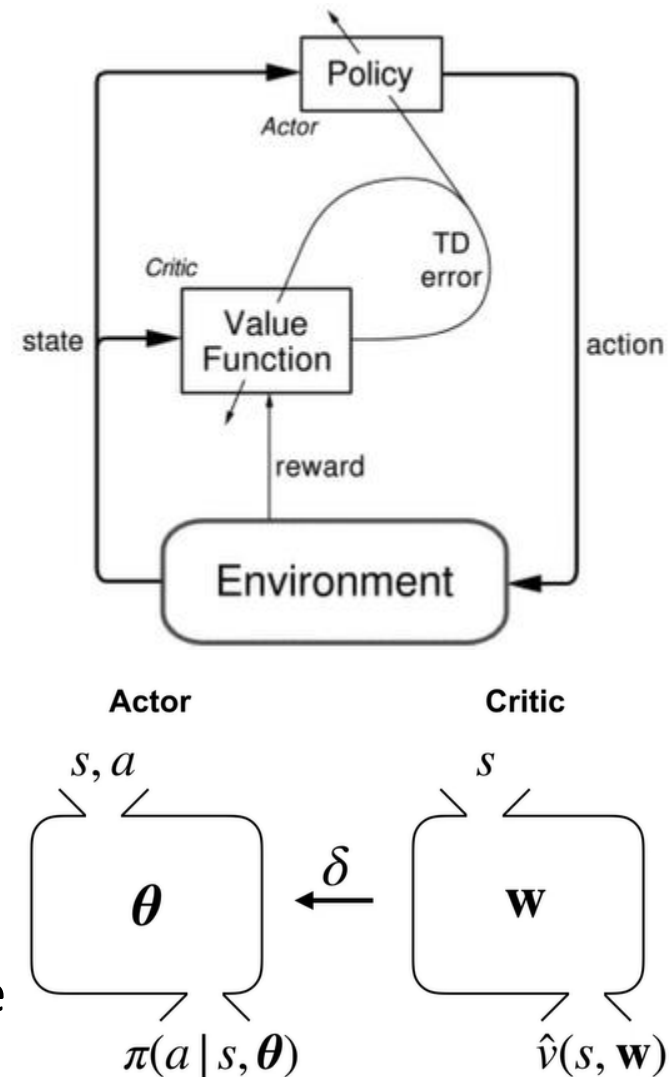 Policy
Actor
TD
error
Critic
Value
Function
state
action
reward
Environment
Actor Critic
s, a s
θ δ w
e
π(a | s, θ) v̂(s, w)